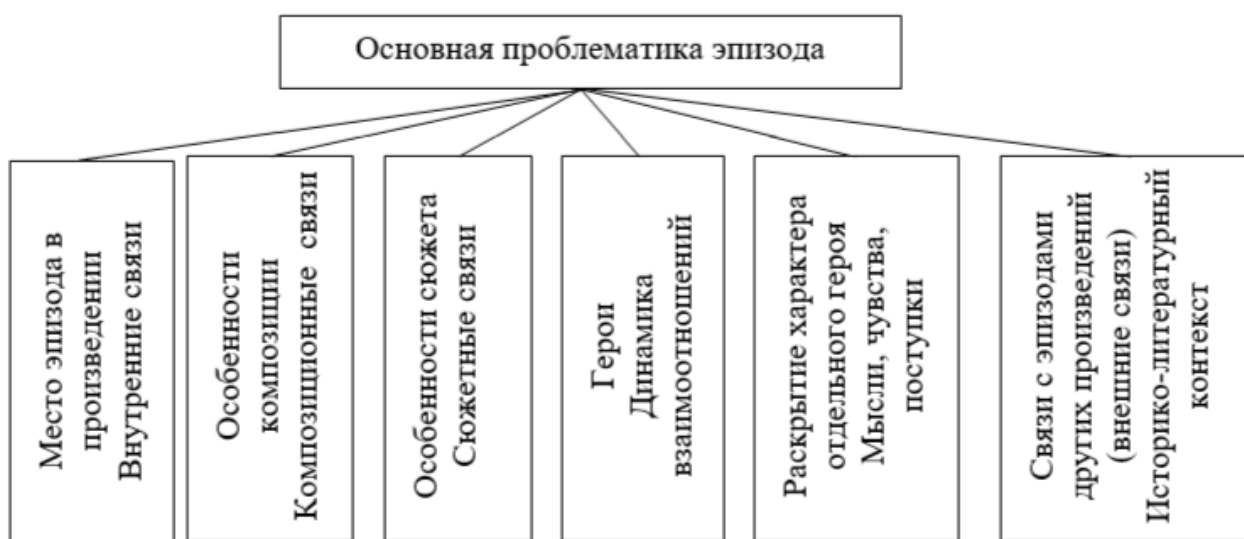 Основная проблематика эпизода
Место эпизода в
произведении
Внутренние связи
Особенности
композиции
Композиционные связи
Особенности сюжета
Сюжетные связи
Герои
Динамика
взаимоотношений
Раскрытие характера
отдельного героя
Мысли, чувства,
поступки
Связи с эпизодами
других произведений
(внешние связи)
Историко-литературный
контекст